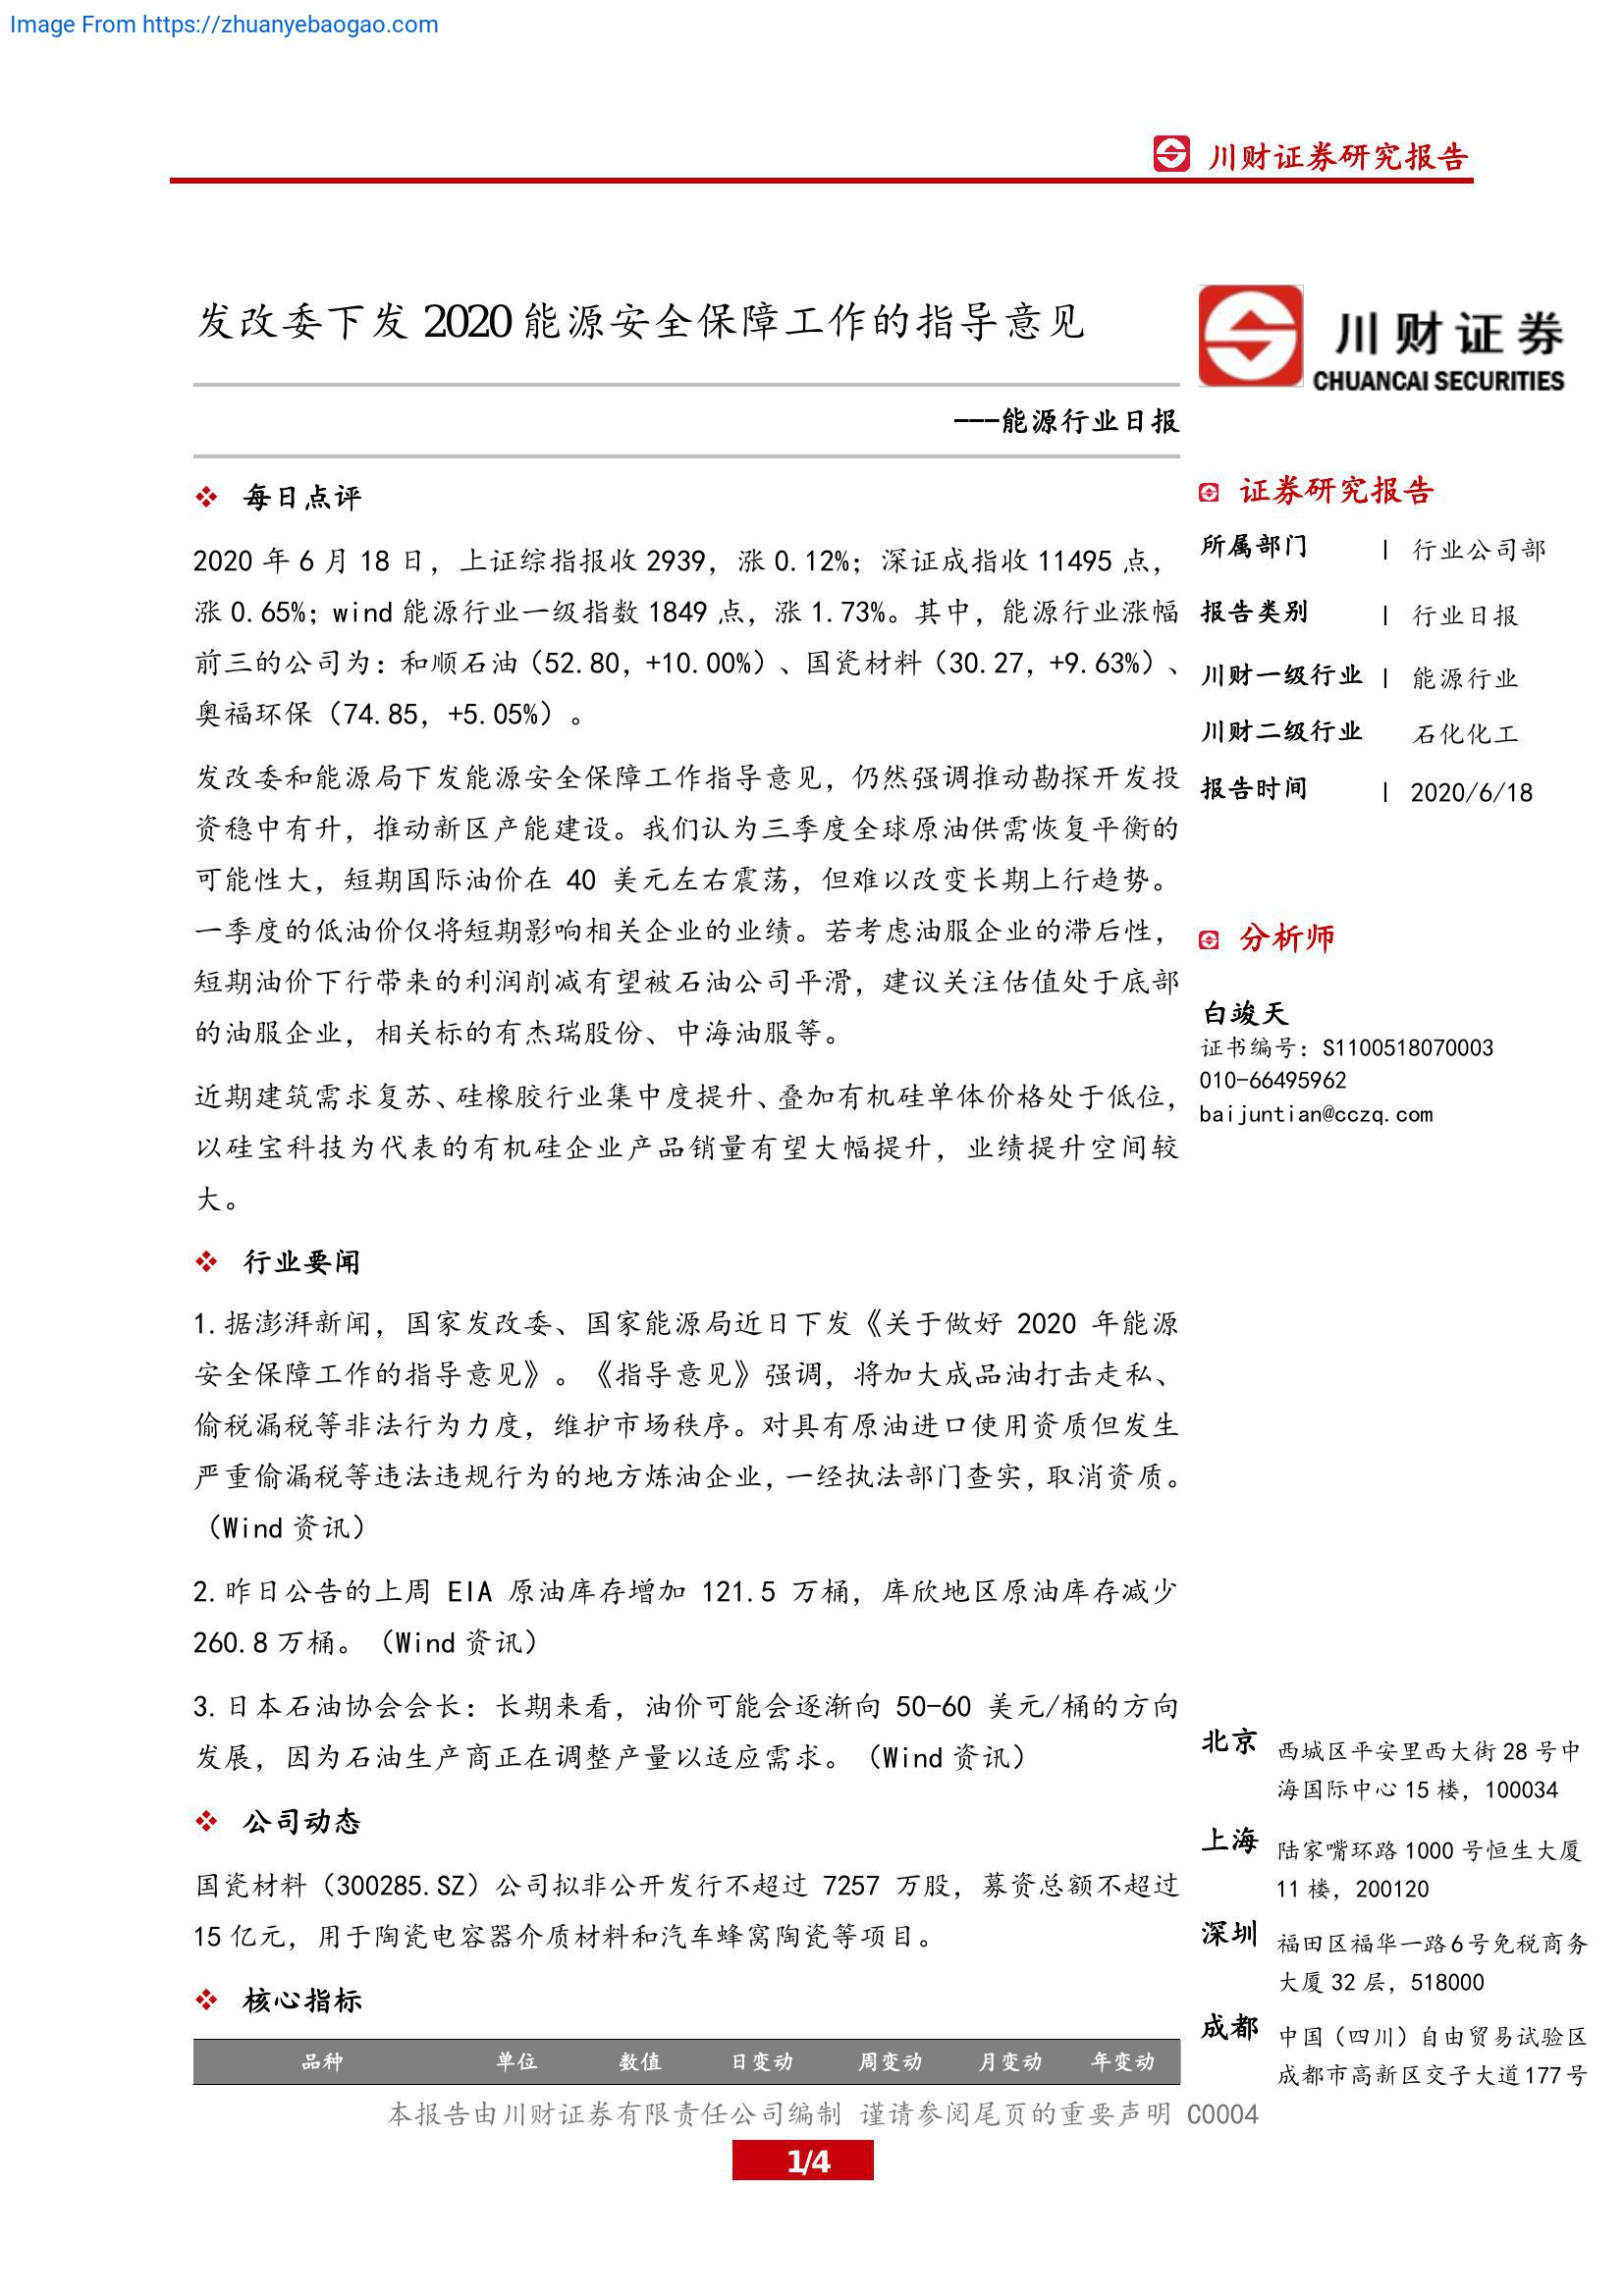 Image From https://zhuanyebaogao.com
川财证券研究报告
发改委下发 2020 能源安全保障工作的指导意见
---能源行业日报
❖ 每日点评
2020 年 6 月 18 日，上证综指报收 2939，涨 0.12%；深证成指收 11495 点，
涨 0.65%；wind 能源行业一级指数 1849 点，涨 1.73%。其中，能源行业涨幅
前三的公司为：和顺石油（52.80，+10.00%）、国瓷材料（30.27，+9.63%）、
奥福环保（74.85，+5.05%）。
发改委和能源局下发能源安全保障工作指导意见，仍然强调推动勘探开发投
资稳中有升，推动新区产能建设。我们认为三季度全球原油供需恢复平衡的
可能性大，短期国际油价在 40 美元左右震荡，但难以改变长期上行趋势。
一季度的低油价仅将短期影响相关企业的业绩。若考虑油服企业的滞后性，
短期油价下行带来的利润削减有望被石油公司平滑，建议关注估值处于底部
的油服企业，相关标的有杰瑞股份、中海油服等。
近期建筑需求复苏、硅橡胶行业集中度提升、叠加有机硅单体价格处于低位，
以硅宝科技为代表的有机硅企业产品销量有望大幅提升，业绩提升空间较
大。
❖ 行业要闻
1.据澎湃新闻，国家发改委、国家能源局近日下发《关于做好 2020 年能源
安全保障工作的指导意见》。《指导意见》强调，将加大成品油打击走私、
偷税漏税等非法行为力度，维护市场秩序。对具有原油进口使用资质但发生
严重偷漏税等违法违规行为的地方炼油企业，一经执法部门查实，取消资质。
（Wind 资讯）
2.昨日公告的上周 EIA 原油库存增加 121.5 万桶，库欣地区原油库存减少
260.8 万桶。（Wind 资讯）
3.日本石油协会会长：长期来看，油价可能会逐渐向 50-60 美元/桶的方向
发展，因为石油生产商正在调整产量以适应需求。（Wind 资讯）
❖ 公司动态
国瓷材料（300285.SZ）公司拟非公开发行不超过 7257 万股，募资总额不超过
15 亿元，用于陶瓷电容器介质材料和汽车蜂窝陶瓷等项目。
❖ 核心指标
品种 单位 数值 日变动 周变动 月变动 年变动
川财证券
CHUANCAI SECURITIES
证券研究报告
所属部门 | 行业公司部
报告类别 | 行业日报
川财一级行业 | 能源行业
川财二级行业 石化化工
报告时间 | 2020/6/18
分析师
白竣天
证书编号：S1100518070003
010-66495962
baijuntian@cczq.com
北京 西城区平安里西大街 28 号中
海国际中心 15 楼，100034
上海 陆家嘴环路 1000 号恒生大厦
11 楼，200120
深圳 福田区福华一路 6 号免税商务
大厦 32 层，518000
成都 中国（四川）自由贸易试验区
成都市高新区交子大道 177 号
本报告由川财证券有限责任公司编制 谨请参阅尾页的重要声明 C0004
1/4